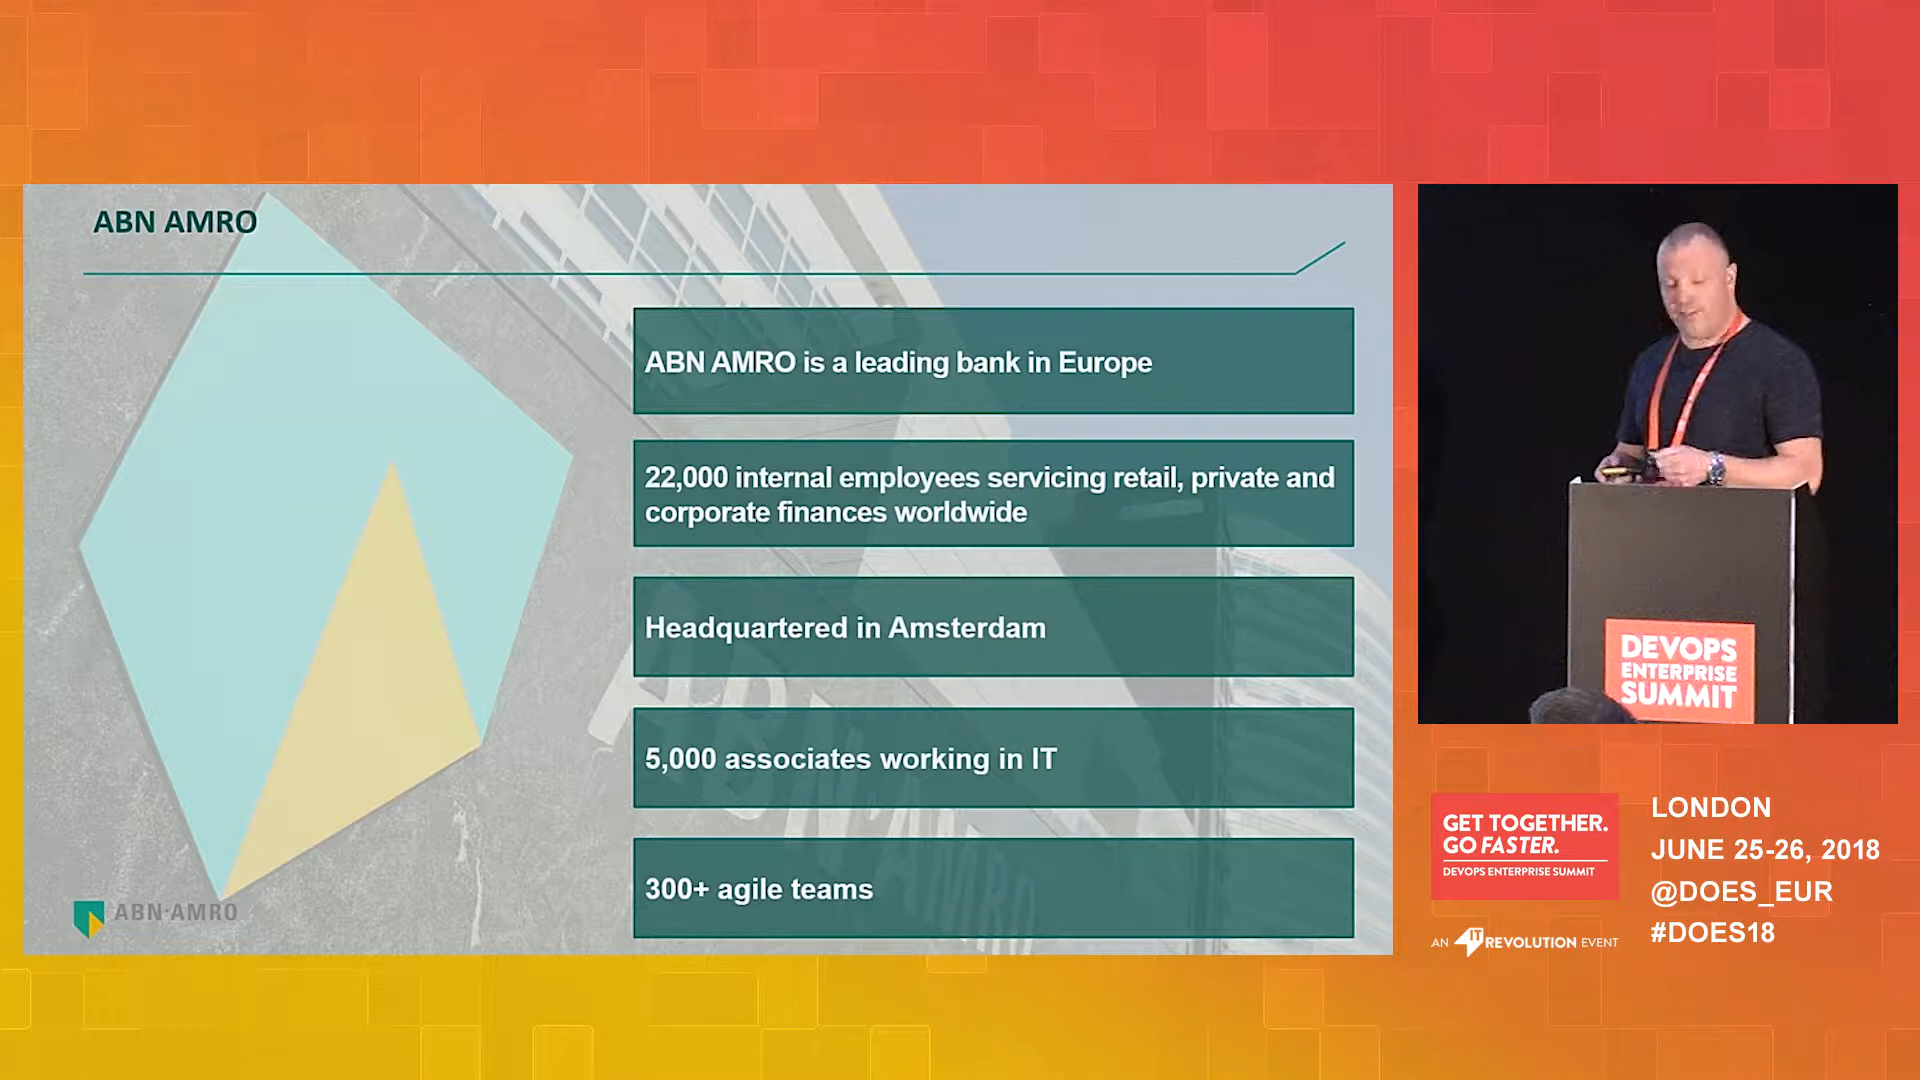 ABN AMRO
ABN AMRO is a leading bank in Europe
22,000 internal employees servicing retail, private and
corporate finances worldwide
Headquartered in Amsterdam
5,000 associates working in IT
300+ agile teams
ABN·AMRO
ABN AMRO
DEVOPS
ENTERPRISE
SUMMIT
GET TOGETHER.
GO FASTER.
DEVOPS ENTERPRISE SUMMIT
AN IT REVOLUTION EVENT
LONDON
JUNE 25-26, 2018
@DOES_EUR
#DOES18